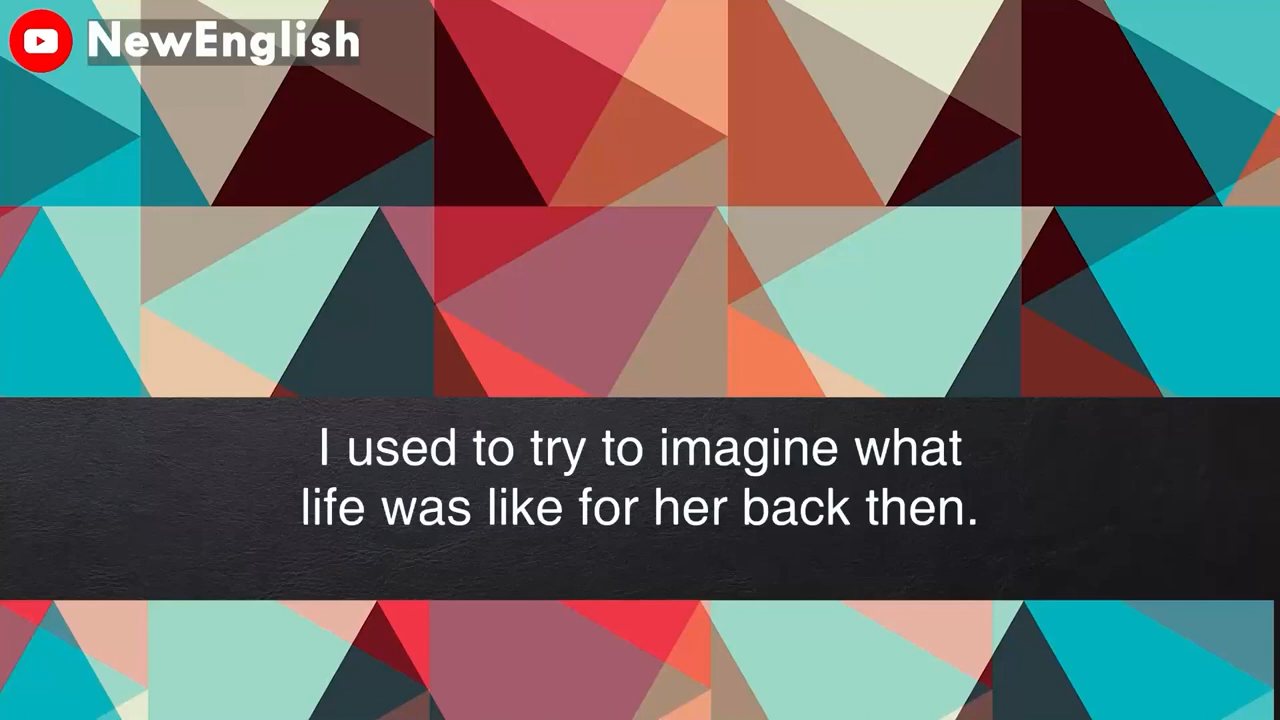 NewEnglish
I used to try to imagine what
life was like for her back then.